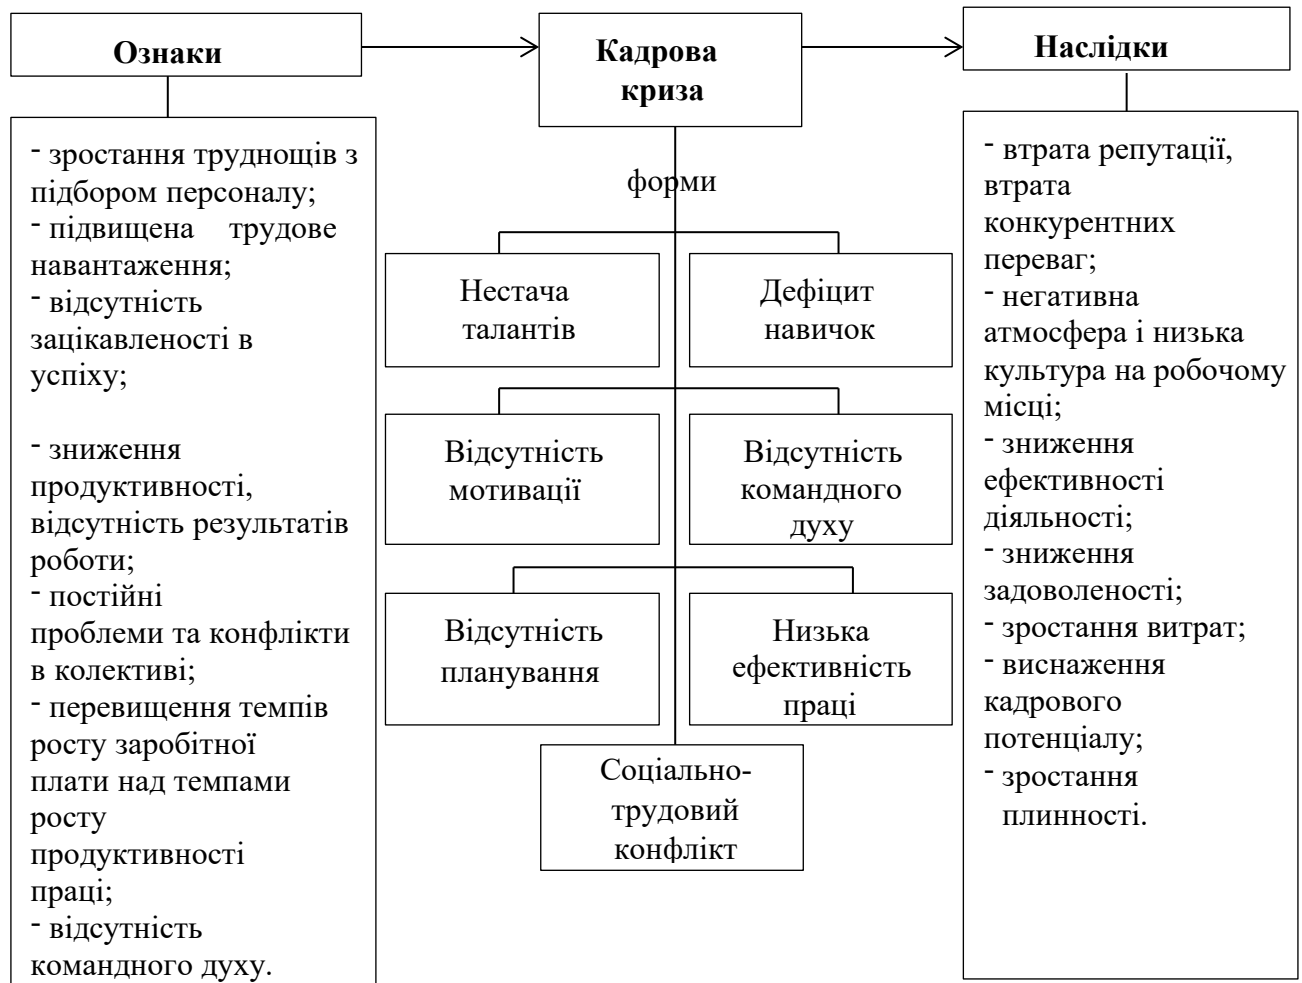 Ознаки
Кадрова
криза
Наслідки
- зростання труднощів з
підбором персоналу;
- підвищена трудове
навантаження;
- відсутність
зацікавленості в
успіху;
- зниження
продуктивності,
відсутність результатів
роботи;
- постійні
проблеми та конфлікти
в колективі;
- перевищення темпів
росту заробітної
плати над темпами
росту
продуктивності
праці;
- відсутність
командного духу.
форми
Нестача
талантів
Дефіцит
навичок
Відсутність
мотивації
Відсутність
командного
духу
Відсутність
планування
Низька
ефективність
праці
Соціально-
трудовий
конфлікт
- втрата репутації,
втрата
конкурентних
переваг;
- негативна
атмосфера і низька
культура на робочому
місці;
- зниження
ефективності
діяльності;
- зниження
задоволеності;
- зростання витрат;
- виснаження
кадрового
потенціалу;
- зростання
плинності.